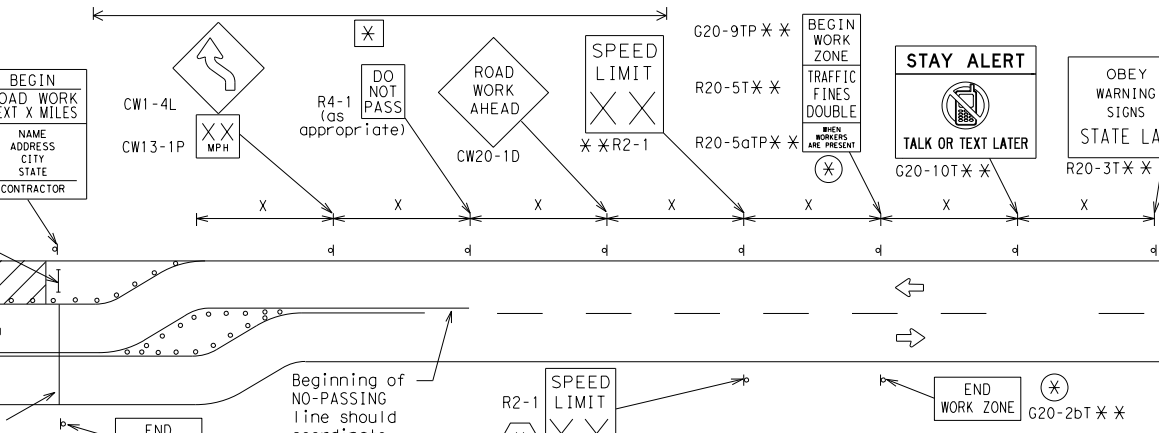 BEGIN
ROAD WORK
NEXT X MILES
NAME
ADDRESS
CITY
STATE
CONTRACTOR
CW1-4L
XX
MPH
CW13-1P
*
R4-1
(as
appropriate)
DO
NOT
PASS
ROAD
WORK
AHEAD
CW20-1D
SPEED
LIMIT
X X
**R2-1
G20-9TP**
R20-5T**
R20-5aTP**
BEGIN
WORK
ZONE
TRAFFIC
FINES
DOUBLE
WHEN
WORKERS
ARE PRESENT
*
STAY ALERT
TALK OR TEXT LATER
G20-10T**
OBEY
WARNING
SIGNS
STATE LA
R20-3T**
X X X X X X X
Beginning of
NO-PASSING
line should
coordinate
R2-1
SPEED
LIMIT
XX
END
WORK ZONE
*
G20-2bT**
END